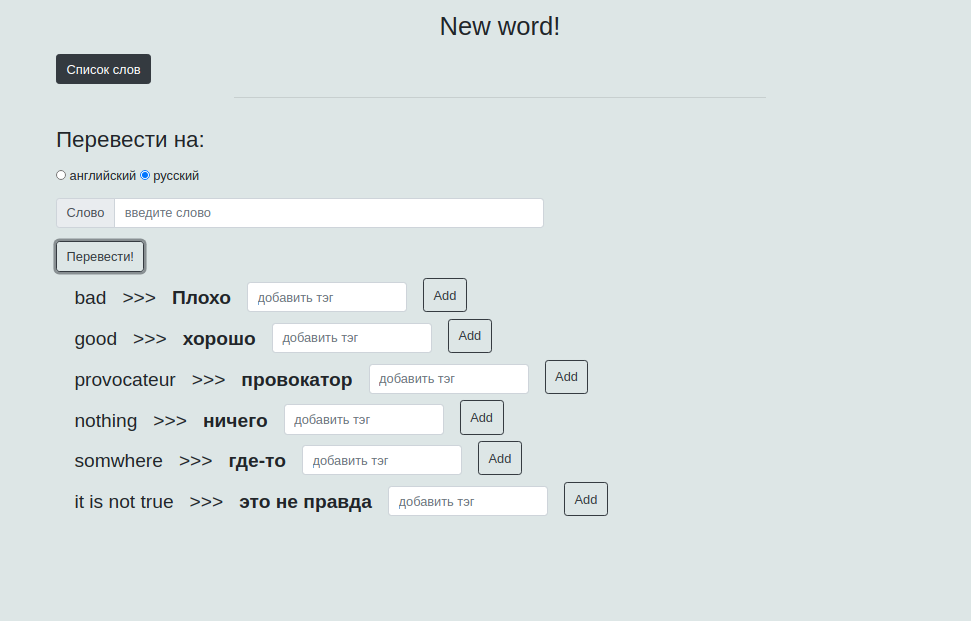 New word!
Список слов
Перевести на:
английский русский
Слово введите слово
Перевести!
bad >>> Плохо добавить тэг Add
good >>> хорошо добавить тэг Add
provocateur >>> провокатор добавить тэг Add
nothing >>> ничего добавить тэг Add
somwhere >>> где-то добавить тэг Add
it is not true >>> это не правда добавить тэг Add